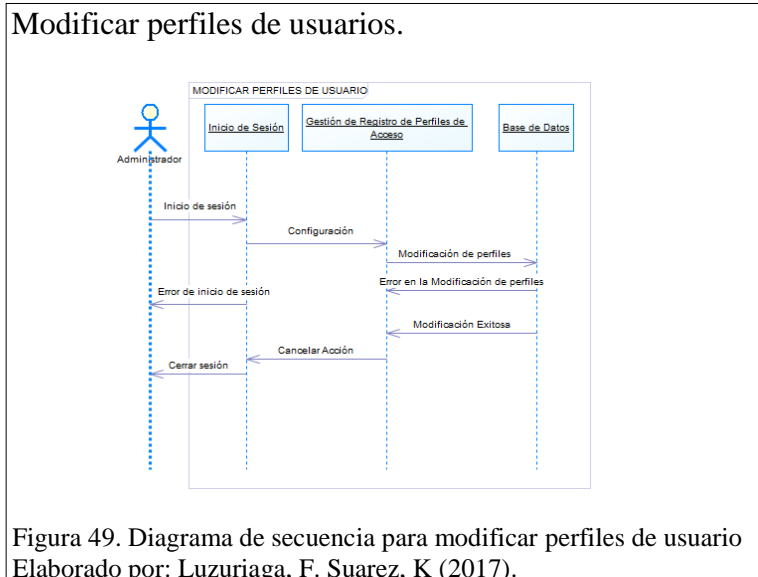 Modificar perfiles de usuarios.
MODIFICAR PERFILES DE USUARIO
Inicio de Sesión
Gestión de Registro de Perfiles de
Acceso
Base de Datos
Administrador
Inicio de sesión
Configuración
Modificación de perfiles
Error en la Modificación de perfiles
Error de inicio de sesión
Modificación Exitosa
Cancelar Acción
Cerrar sesión
Figura 49. Diagrama de secuencia para modificar perfiles de usuario
Elaborado por: Luzuriaga, F. Suarez, K (2017).